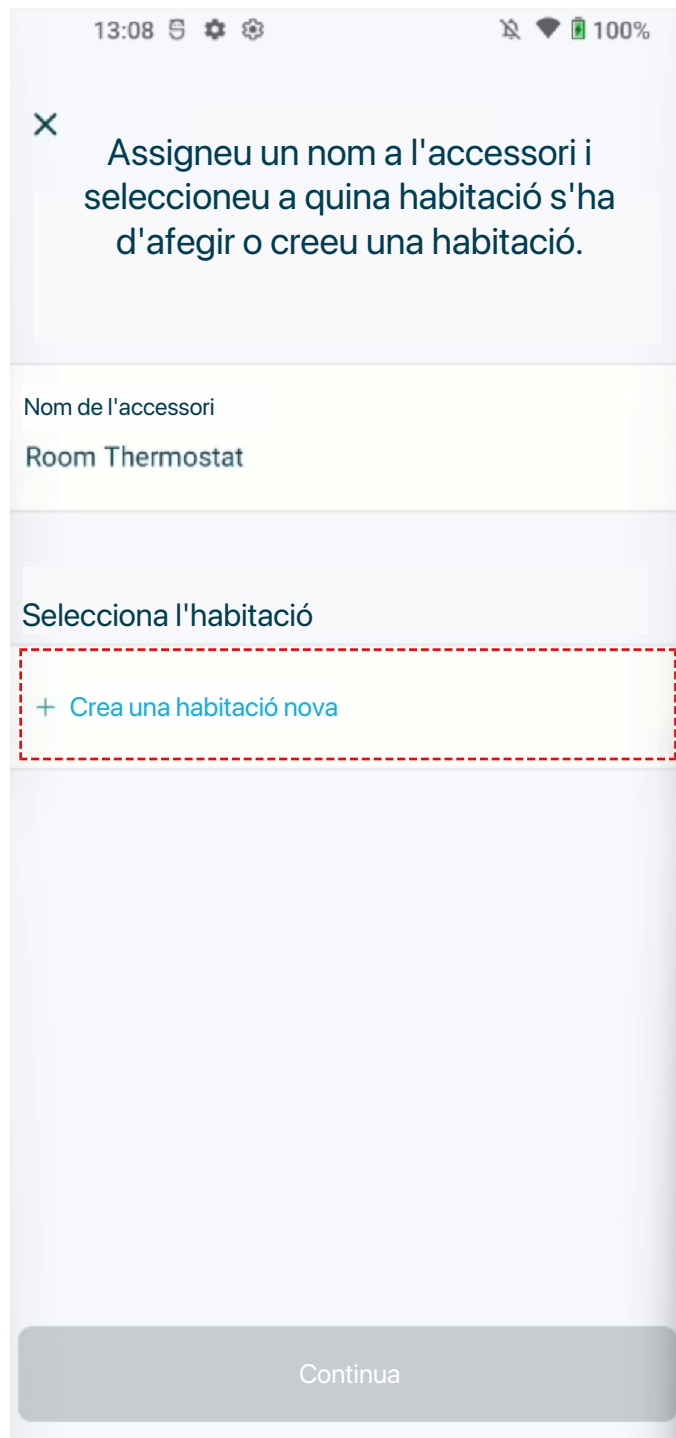 13:08 100%
Assigneu un nom a l'accessori i
seleccioneu a quina habitació s'ha
d'afegir o creeu una habitació.
Nom de l'accessori
Room Thermostat
Selecciona l'habitació
+ Crea una habitació nova
Continua